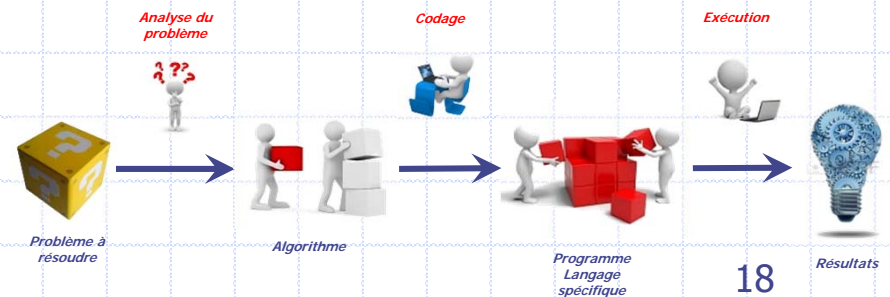 Analyse du
problème
Codage
Exécution
? ? ?
?
?
Problème à
résoudre
Algorithme
Programme
Langage
spécifique
18
Résultats